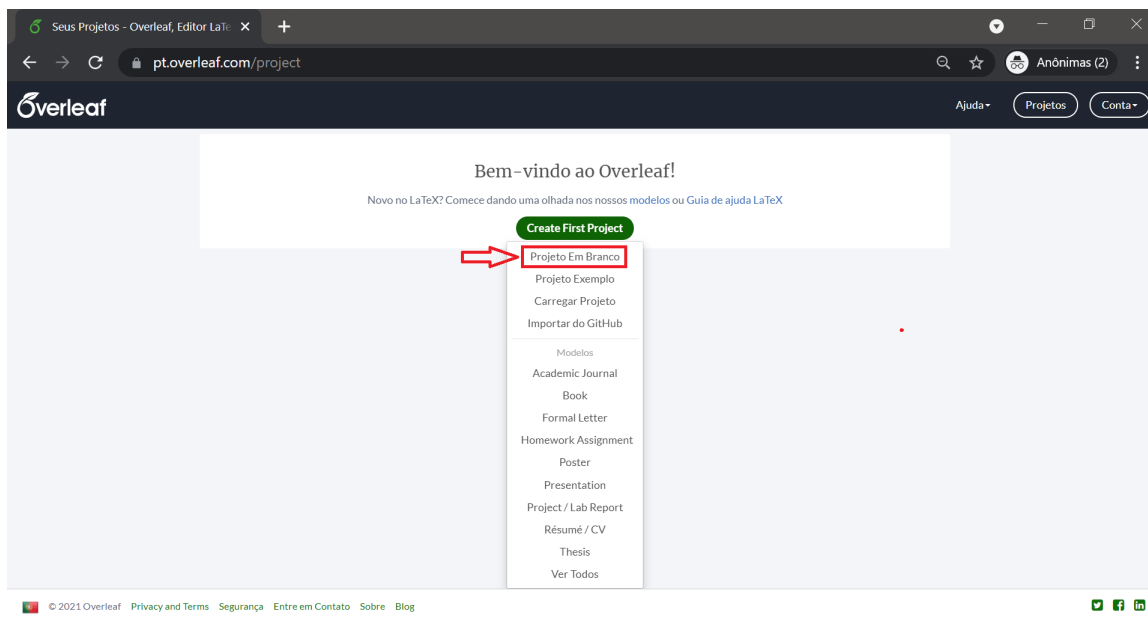 Seus Projetos - Overleaf, Editor LaTe
pt.overleaf.com/project
Anônimas (2)
Overleaf
Ajuda
Projetos
Conta
Bem-vindo ao Overleaf!
Novo no LaTeX? Comece dando uma olhada nos nossos modelos ou Guia de ajuda LaTeX
Create First Project
Projeto Em Branco
Projeto Exemplo
Carregar Projeto
Importar do GitHub
Modelos
Academic Journal
Book
Formal Letter
Homework Assignment
Poster
Presentation
Project / Lab Report
Résumé / CV
Thesis
Ver Todos
© 2021 Overleaf Privacy and Terms Segurança Entre em Contato Sobre Blog